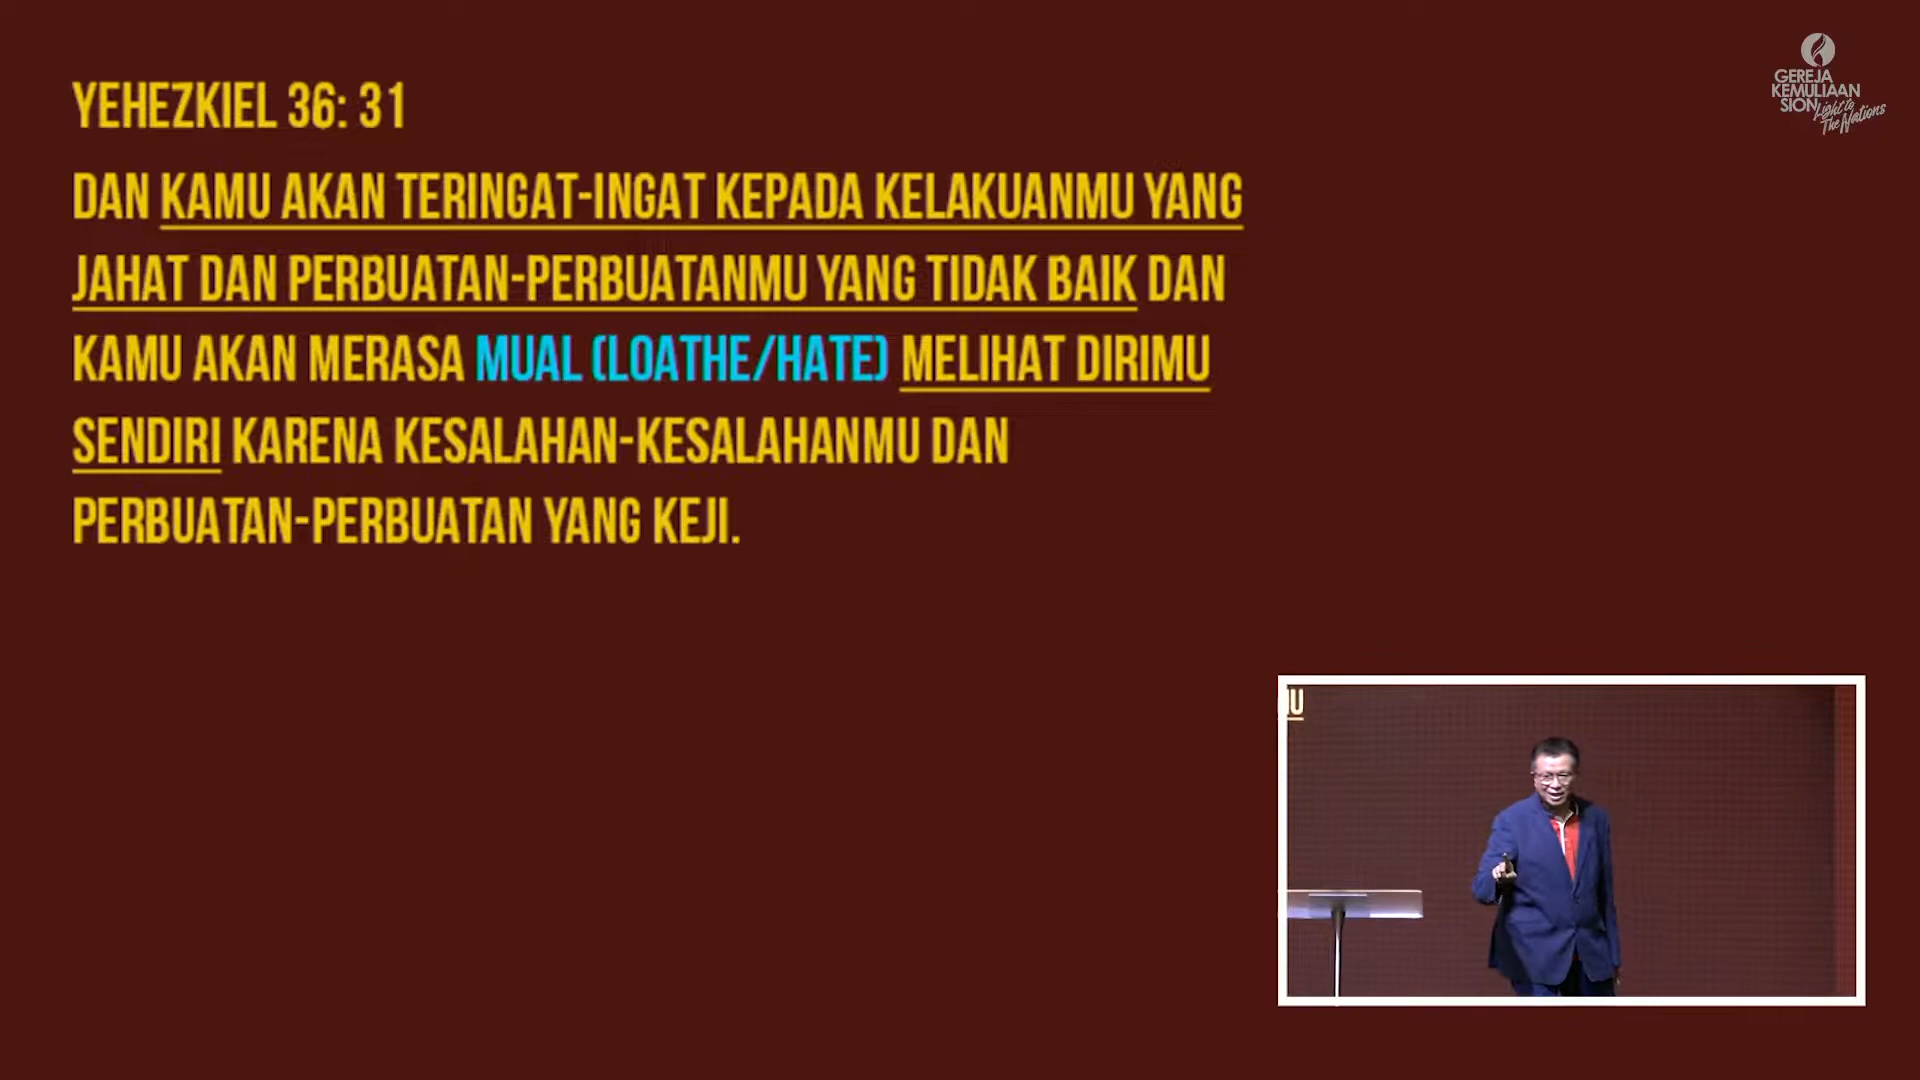 YEHEZKIEL 36: 31
DAN KAMU AKAN TERINGAT-INGAT KEPADA KELAKUANMU YANG
JAHAT DAN PERBUATAN-PERBUATANMU YANG TIDAK BAIK DAN
KAMU AKAN MERASA MUAL (LOATHE/HATE) MELIHAT DIRIMU
SENDIRI KARENA KESALAHAN-KESALAHANMU DAN
PERBUATAN-PERBUATAN YANG KEJI.
GEREJA
KEMULIAAN
SION Light to
The Nations